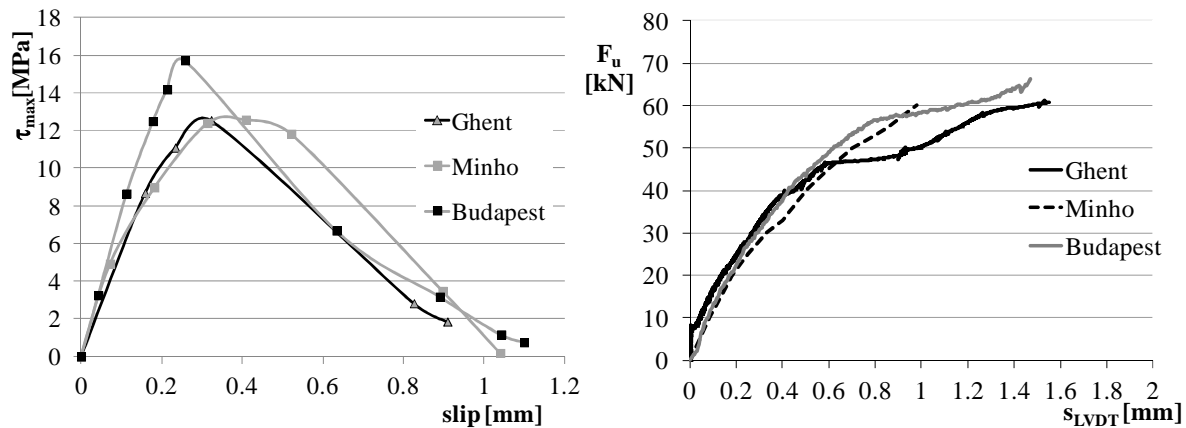 18
16
14
12
10
8
6
4
2
0
τmax[MPa]
Ghent
Minho
Budapest
0 0.2 0.4 0.6 0.8 1 1.2
slip[mm]
Fu
[kN]
80
70
60
50
40
30
20
10
0
Ghent
Minho
Budapest
0 0.2 0.4 0.6 0.8 1 1.2 1.4 1.6 1.8 2
sLVDT[mm]